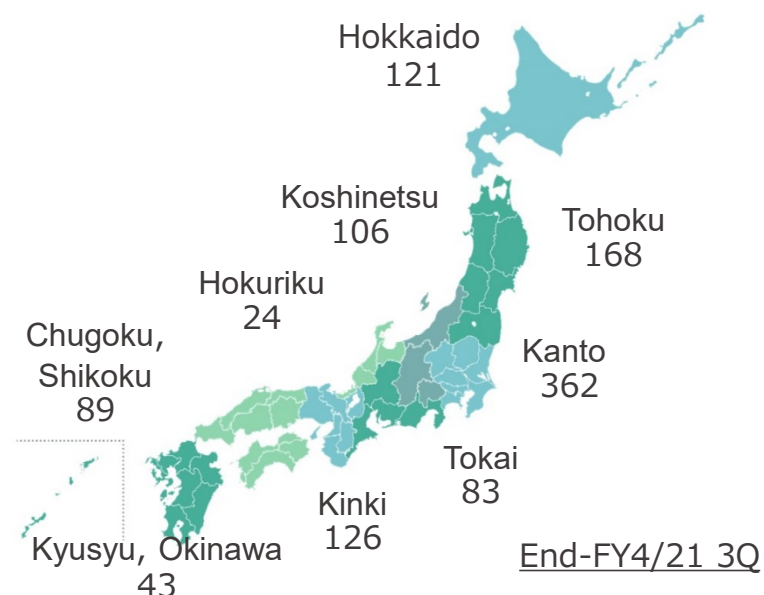 Hokkaido
121
Koshinetsu
106
Tohoku
168
Hokuriku
24
Chugoku,
Shikoku
89
Kanto
362
Tokai
83
Kinki
126
Kyusyu, Okinawa
43
End-FY4/21 3Q